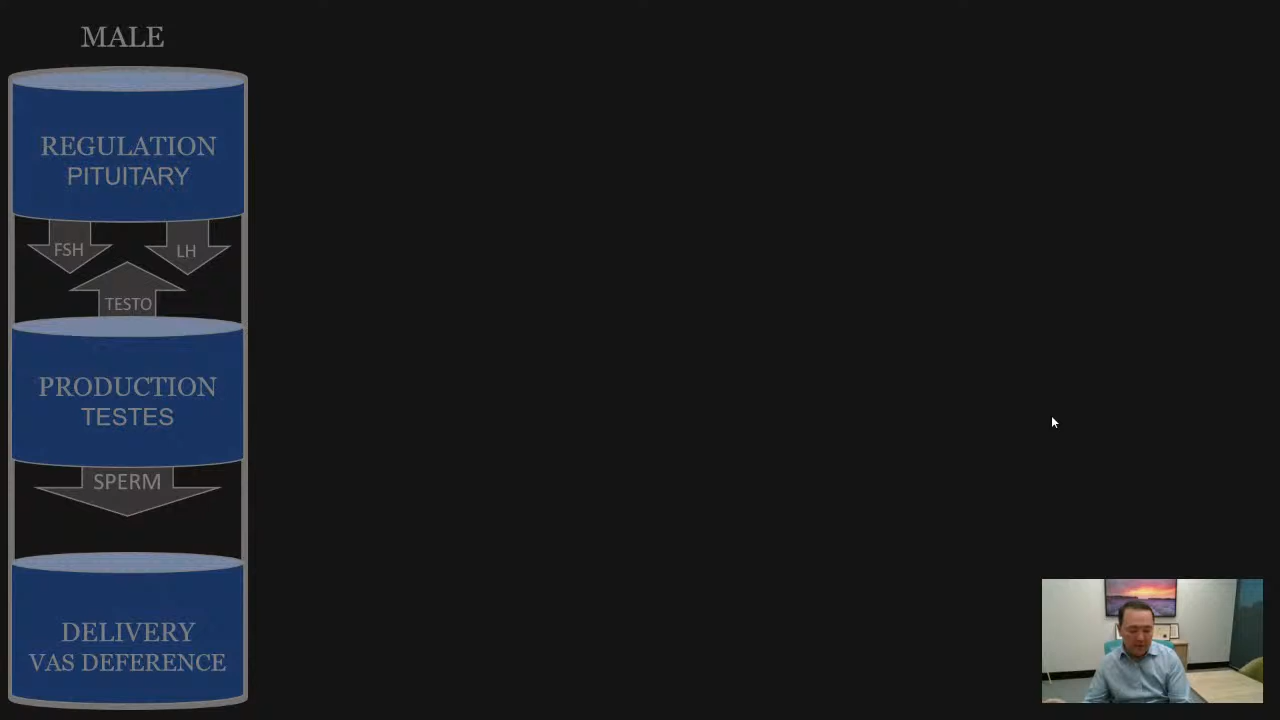 MALE
REGULATION
PITUITARY
FSH
LH
TESTO
PRODUCTION
TESTES
SPERM
DELIVERY
VAS DEFERENCE